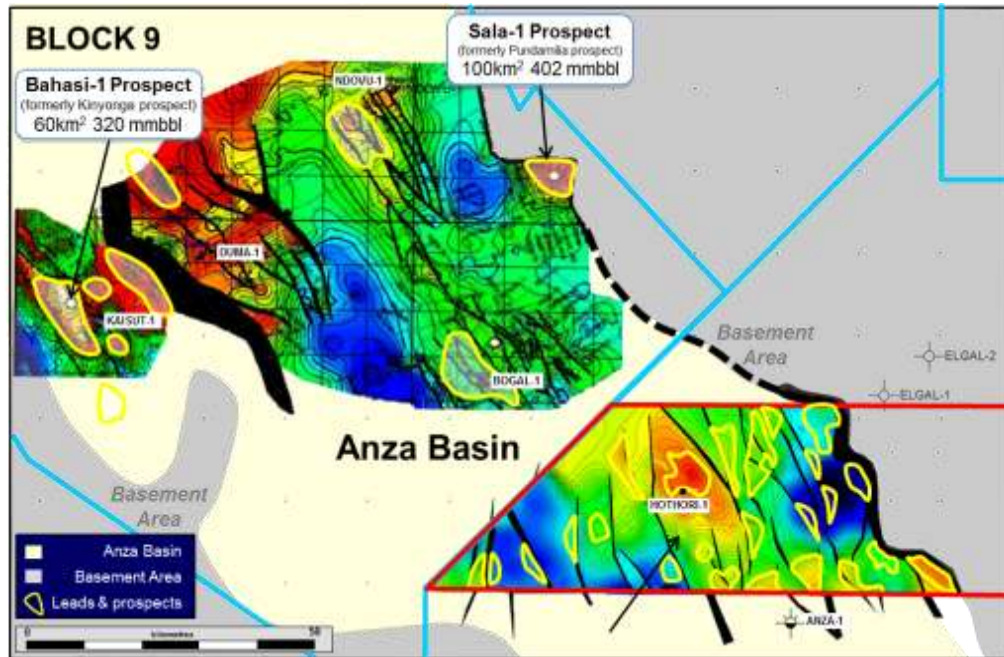 BLOCK 9
Sala-1 Prospect
(formerly Pundamilia prospect)
100km² 402 mmbbl
Bahasi-1 Prospect
(formerly Kinyonga prospect)
60km² 320 mmbbl
NDOVU-1
DUMA-1
KAISUT-1
BOGAL-1
Basement
Area
ELGAL-2
ELGAL-1
Anza Basin
HOTHORI-1
Basement
Area
Anza Basin
Basement Area
Leads & prospects
0
kilometres
50
ANZA-1